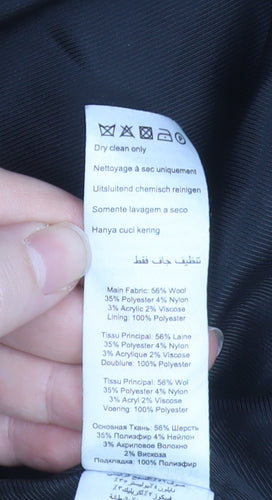 Dry clean only
Nettoyage à sec uniquement
Uitsluitend chemisch reinigen
Somente lavagem a seco
Hanya cuci kering
تنظيف جاف فقط
Main Fabric: 56% Wool
35% Polyester 4% Nylon
3% Acrylic 2% Viscose
Lining: 100% Polyester
Tissu Principal: 56% Laine
35% Polyester 4% Nylon
3% Acrylique 2% Viscose
Doublure: 100% Polyester
Tissu Principal: 56% Wol
35% Polyester 4% Nylon
3% Acryl 2% Viscose
Voering: 100% Polyester
Основная Ткань: 56% Шерсть
35% Полиэфир 4% Нейлон
3% Акриловое Волокно
2% Вискоза
Подкладка: 100% Полиэфир